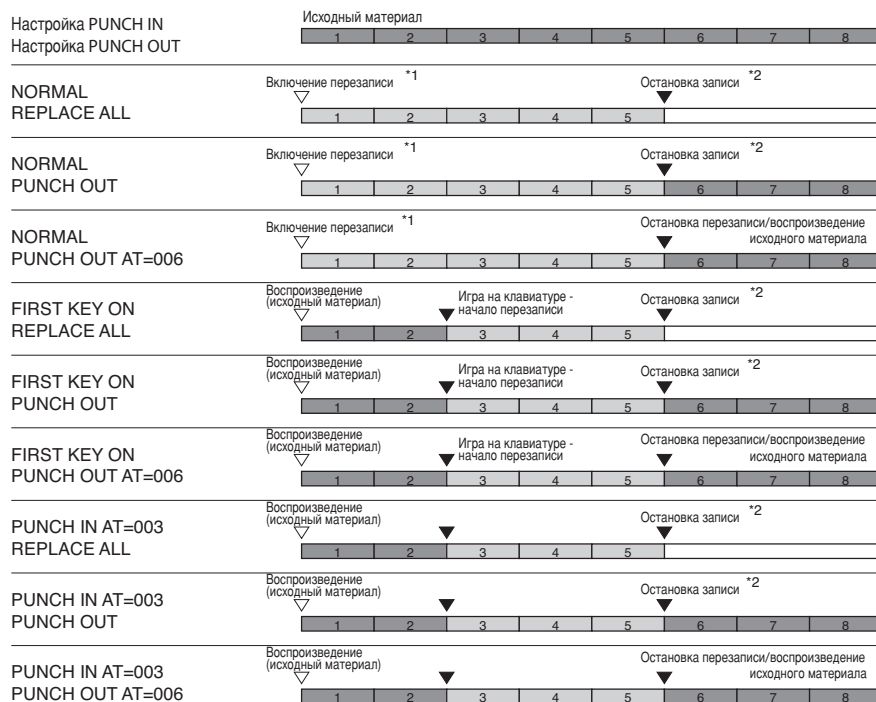 Настройка PUNCH IN
Настройка PUNCH OUT
Исходный материал
1 2 3 4 5 6 7 8
NORMAL
REPLACE ALL
Включение перезаписи *1
Остановка записи *2
1 2 3 4 5
NORMAL
PUNCH OUT
Включение перезаписи *1
Остановка записи *2
1 2 3 4 5 6 7 8
NORMAL
PUNCH OUT AT=006
Включение перезаписи *1
Остановка перезаписи/воспроизведение
исходного материала
1 2 3 4 5 6 7 8
FIRST KEY ON
REPLACE ALL
Воспроизведение
(исходный материал)
Игра на клавиатуре -
начало перезаписи
Остановка записи *2
1 2 3 4 5
FIRST KEY ON
PUNCH OUT
Воспроизведение
(исходный материал)
Игра на клавиатуре -
начало перезаписи
Остановка записи *2
1 2 3 4 5 6 7 8
FIRST KEY ON
PUNCH OUT AT=006
Воспроизведение
(исходный материал)
Игра на клавиатуре -
начало перезаписи
Остановка перезаписи/воспроизведение
исходного материала
1 2 3 4 5 6 7 8
PUNCH IN AT=003
REPLACE ALL
Воспроизведение
(исходный материал)
Остановка записи *2
1 2 3 4 5
PUNCH IN AT=003
PUNCH OUT
Воспроизведение
(исходный материал)
Остановка записи *2
1 2 3 4 5 6 7 8
PUNCH IN AT=003
PUNCH OUT AT=006
Воспроизведение
(исходный материал)
Остановка перезаписи/воспроизведение
исходного материала
1 2 3 4 5 6 7 8